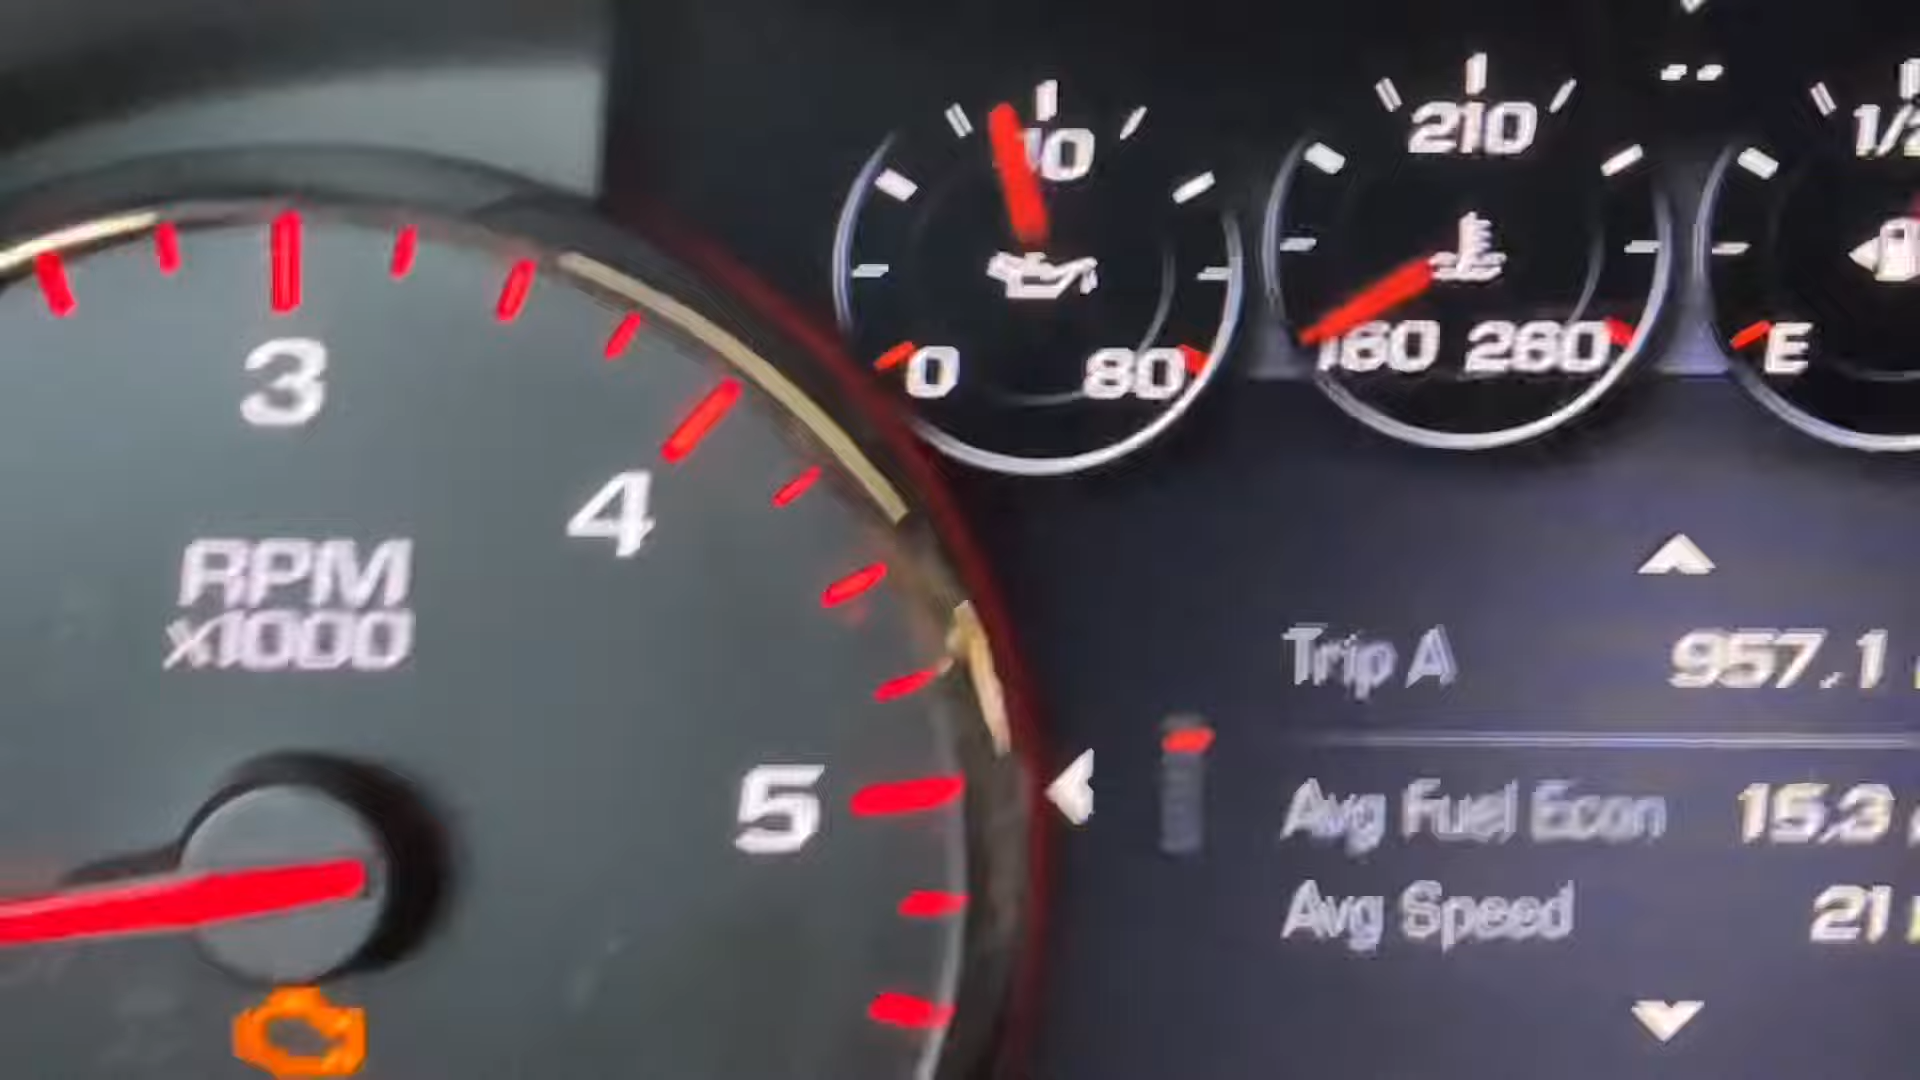 3
4
5
RPM
x1000
0
80
210
160
260
1/2
E
--
Trip A 957.1
Avg Fuel Econ 15.3
Avg Speed 21